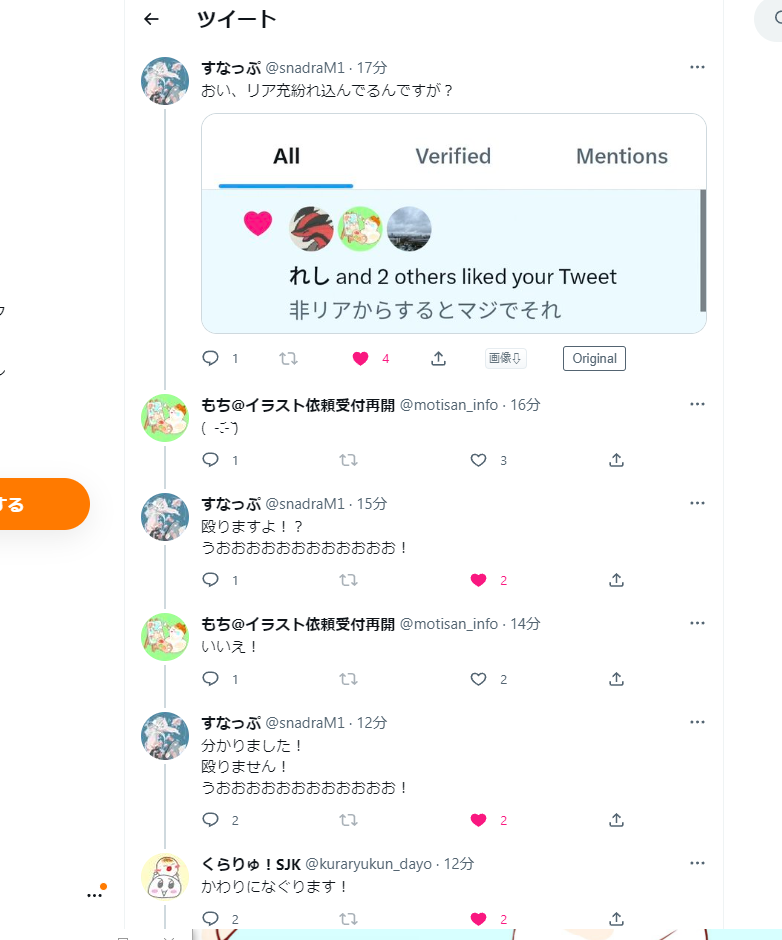 ツイート
すなっぷ @snadraM1 · 17分
おい、リア充紛れ込んでるんですが？
All Verified Mentions
れし and 2 others liked your Tweet
非リアからするとマジでそれ
1 4 画像⇩ Original
もち@イラスト依頼受付再開 @motisan_info · 16分
1 3
する
すなっぷ @snadraM1 · 15分
殴りますよ！？
うおおおおおおおおおおおお！
1 2
もち@イラスト依頼受付再開 @motisan_info · 14分
いいえ！
1 2
すなっぷ @snadraM1 · 12分
分かりました！
殴りません！
うおおおおおおおおおおおお！
2 2
くらりゅ！SJK @kuraryukun_dayo · 12分
かわりになぐります！
2 2